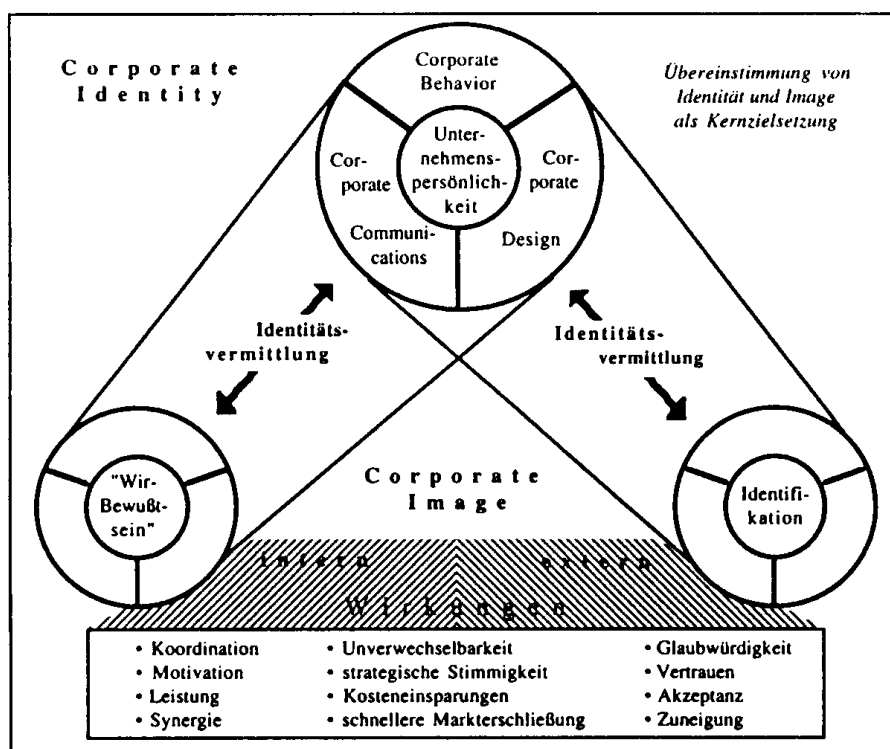 Corporate
Identity
Übereinstimmung von
Identität und Image
als Kernzielsetzung
Corporate
Behavior
Unter-
nehmens-
persönlich-
keit
Cor-
porate
Communi-
cations
Cor-
porate
Design
Identitäts-
vermittlung
Identitäts-
vermittlung
"Wir-
Bewußt-
sein"
Corporate
Image
Identifi-
kation
intern
extern
Wirkungen
• Koordination
• Motivation
• Leistung
• Synergie
• Unverwechselbarkeit
• strategische Stimmigkeit
• Kosteneinsparungen
• schnellere Markterschließung
• Glaubwürdigkeit
• Vertrauen
• Akzeptanz
• Zuneigung